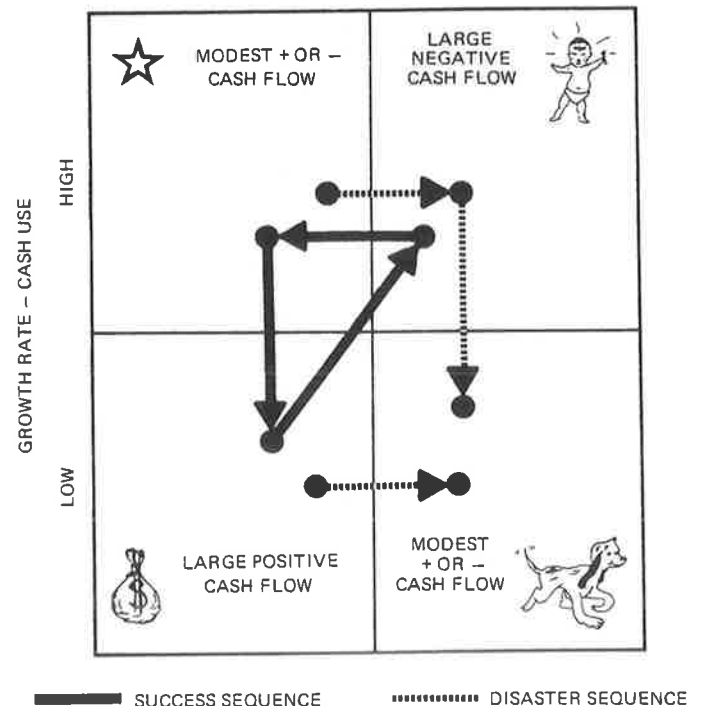 MODEST + OR –
CASH FLOW
LARGE
NEGATIVE
CASH FLOW
HIGH
GROWTH RATE – CASH USE
LOW
LARGE POSITIVE
CASH FLOW
$
MODEST
+ OR –
CASH FLOW
SUCCESS SEQUENCE
DISASTER SEQUENCE